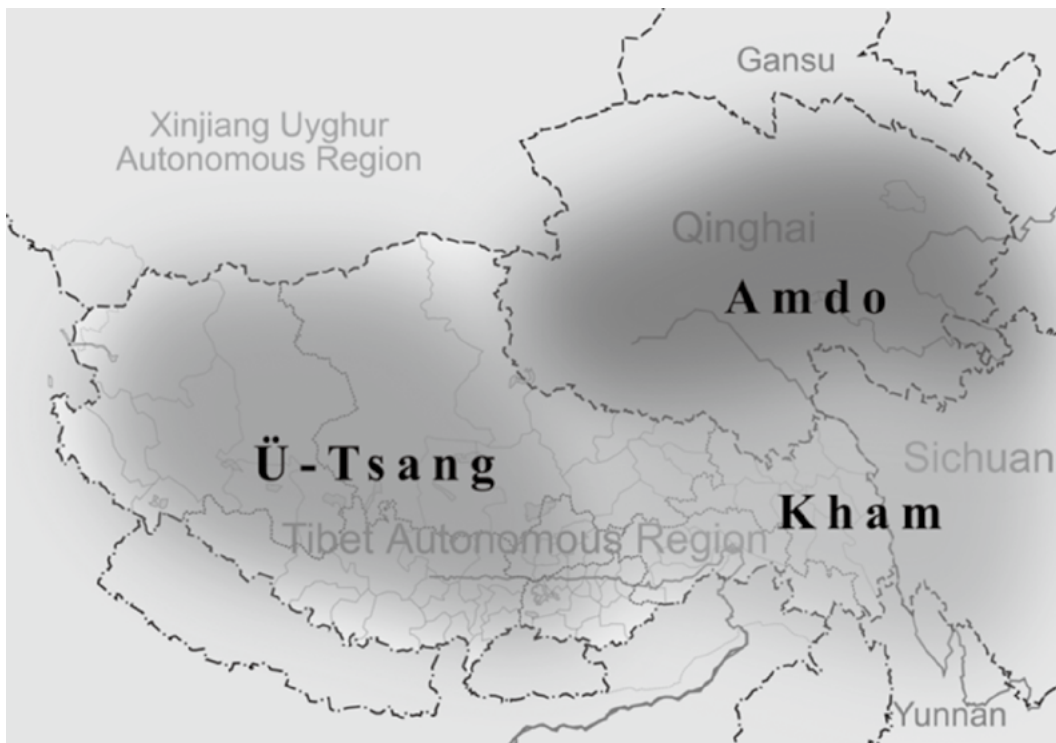 Gansu
Xinjiang Uyghur
Autonomous Region
Qinghai
Amdo
Ü-Tsang
Sichuan
Kham
Tibet Autonomous Region
Yunnan